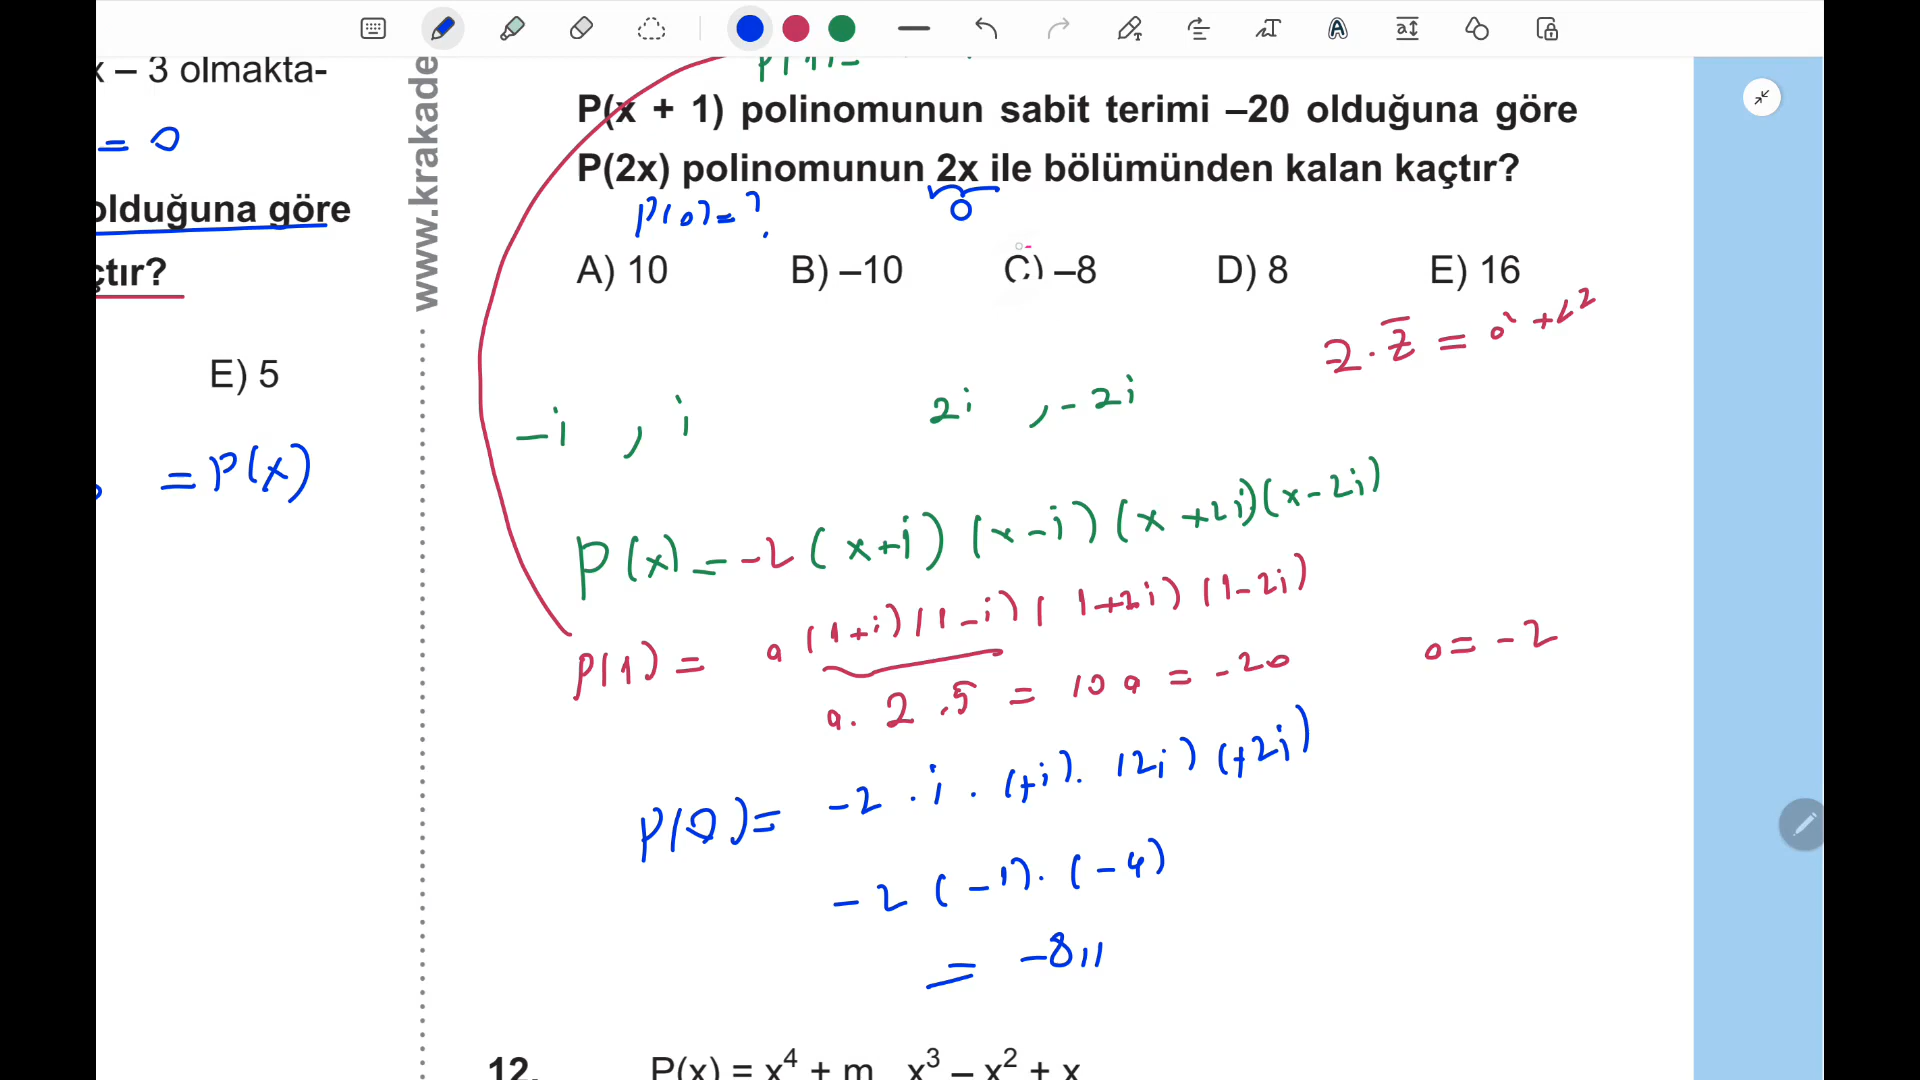 x – 3 olmakta-
= 0
olduğuna göre
çtır?
E) 5
= P(x)
www.krakade
P(1)=
P(x + 1) polinomunun sabit terimi –20 olduğuna göre
P(2x) polinomunun 2x ile bölümünden kalan kaçtır?
P(0)=?
0
A) 10 B) –10 C) –8 D) 8 E) 16
2. z̄ =
-i , i 2i , -2i
P(x) = -2 (x+i) (x-i) (x+2i) (x-2i)
P(1) = a (1+i) (1-i) (1+2i) (1-2i)
a. 2 .5 = 10 a = -20 a = -2
P(0)= -2 . i . (+i). (2i) (+2i)
-2 (-1). (-4)
= -8//
12. P(x) = x⁴ + m x³ – x² + x